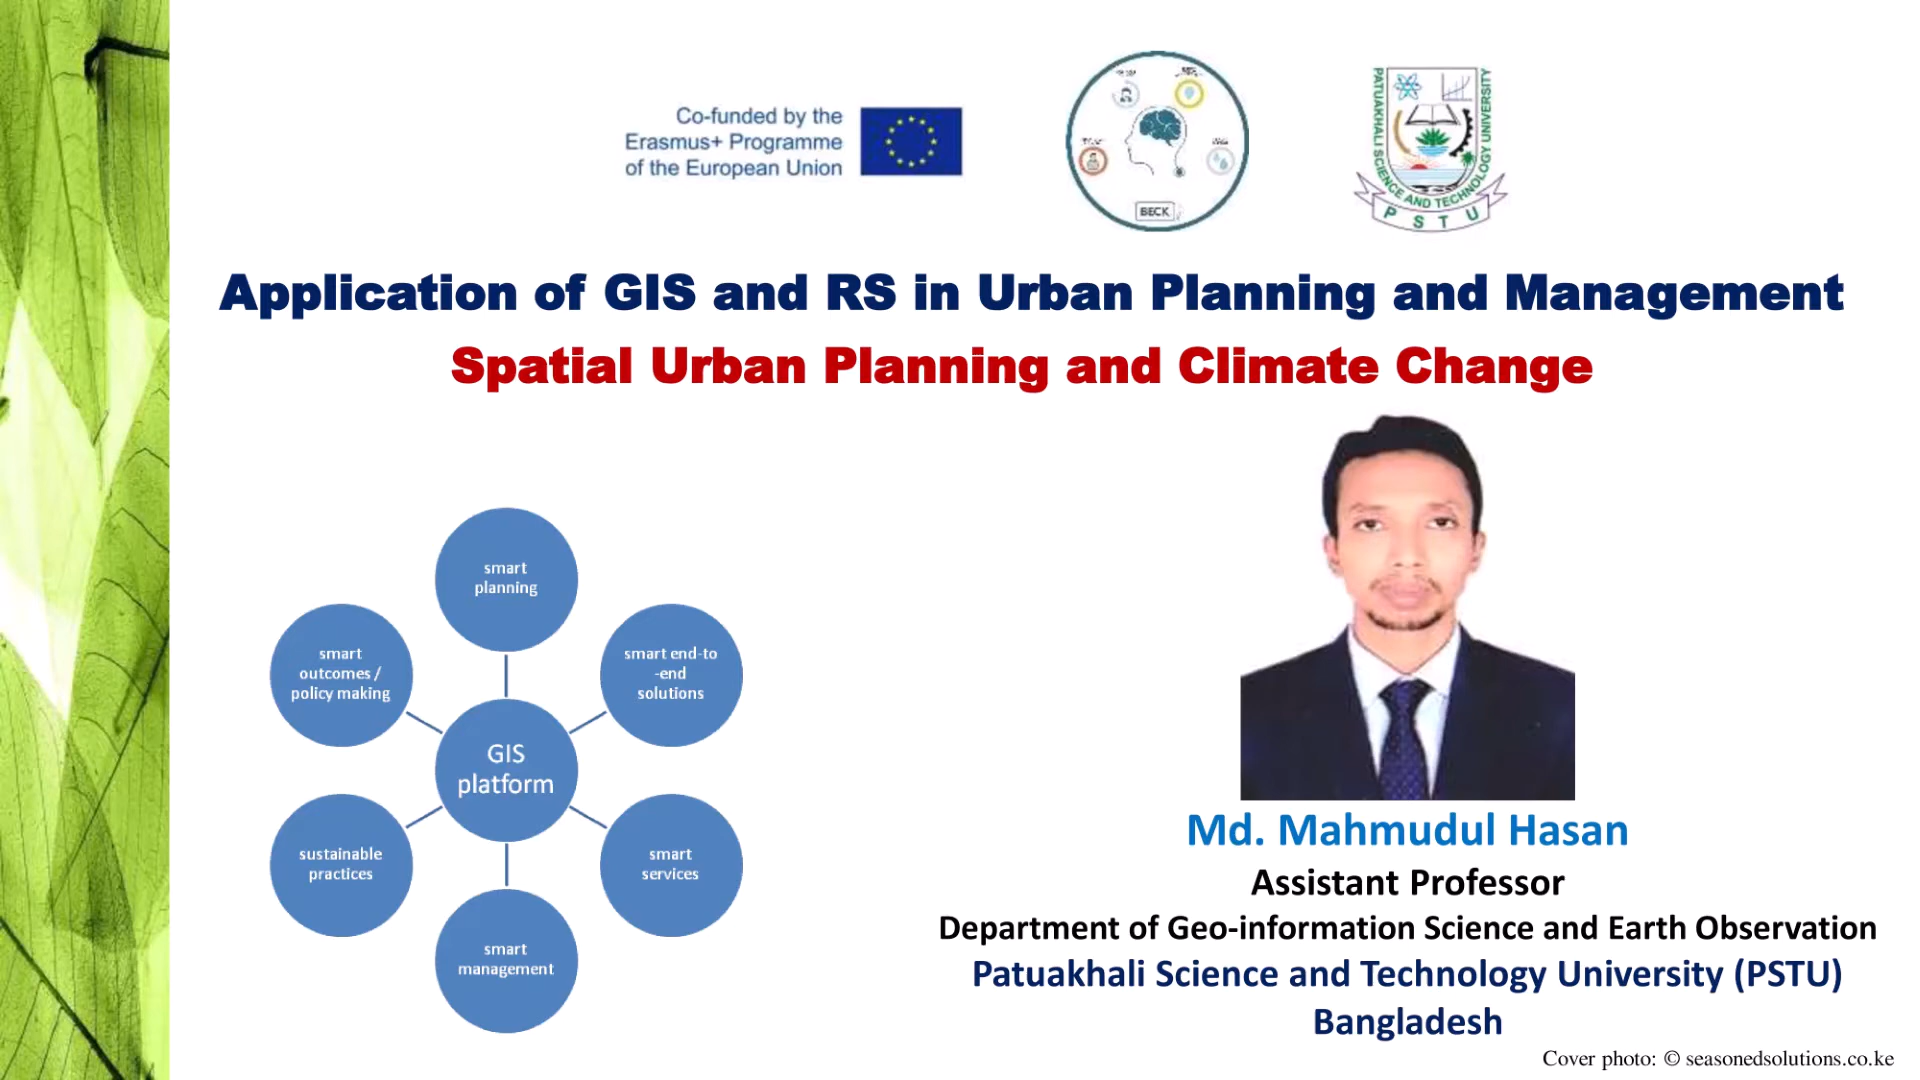 Co-funded by the
Erasmus+ Programme
of the European Union
BECK
PATUAKHALI SCIENCE AND TECHNOLOGY UNIVERSITY
PSTU
Application of GIS and RS in Urban Planning and Management
Spatial Urban Planning and Climate Change
smart
planning
smart
outcomes /
policy making
smart end-to
-end
solutions
GIS
platform
sustainable
practices
smart
services
smart
management
Md. Mahmudul Hasan
Assistant Professor
Department of Geo-information Science and Earth Observation
Patuakhali Science and Technology University (PSTU)
Bangladesh
Cover photo: © seasonedsolutions.co.ke